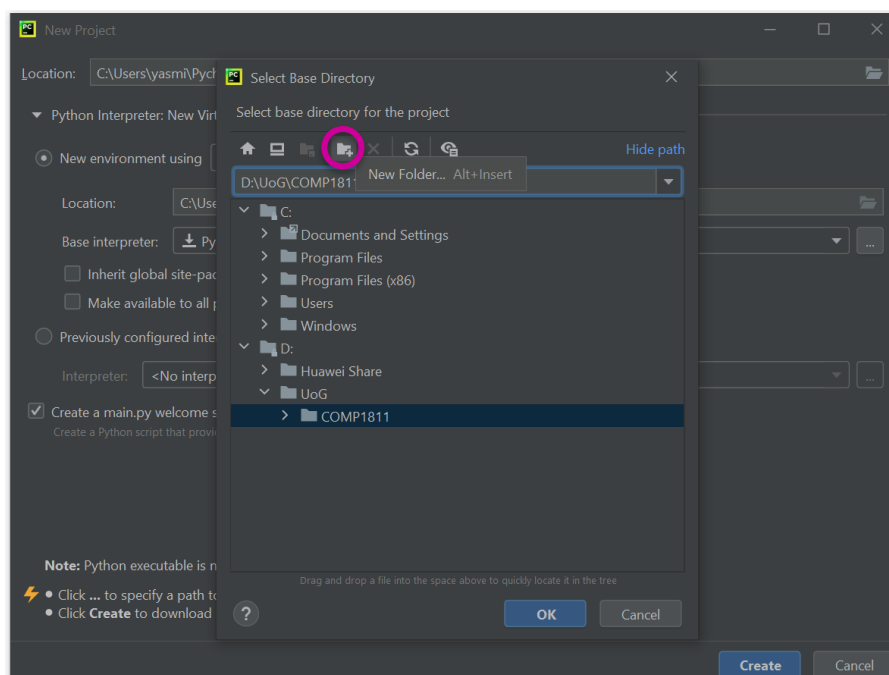 New Project
Location: C:\Users\yasmi\Pych
Select Base Directory
Select base directory for the project
Hide path
New Folder... Alt+Insert
D:\UoG\COMP1811
C:
Documents and Settings
Program Files
Program Files (x86)
Users
Windows
D:
Huawei Share
UoG
COMP1811
Drag and drop a file into the space above to quickly locate it in the tree
?
OK
Cancel
Python Interpreter: New Virt
New environment using
Location: C:\Use
Base interpreter: Py
...
Inherit global site-pac
Make available to all p
Previously configured inte
Interpreter: <No interp
...
Create a main.py welcome s
Create a Python script that provi
Note: Python executable is n
• Click ... to specify a path to
• Click Create to download
Create
Cancel